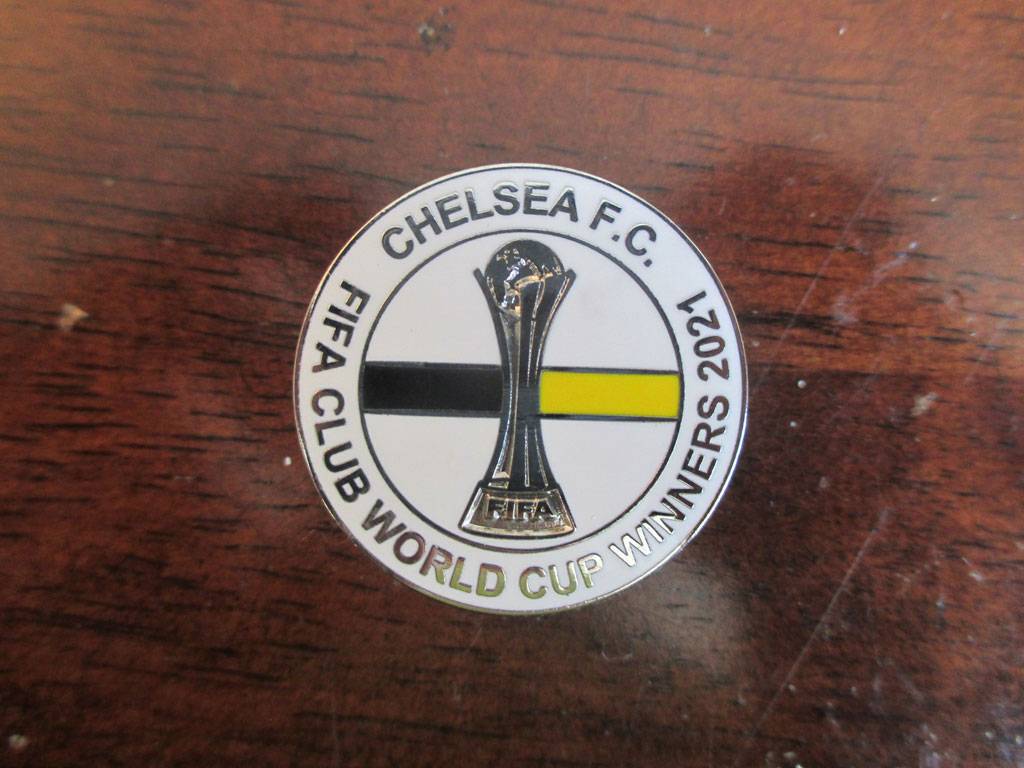 CHELSEA F.C.
FIFA CLUB WORLD CUP WINNERS 2021
FIFA